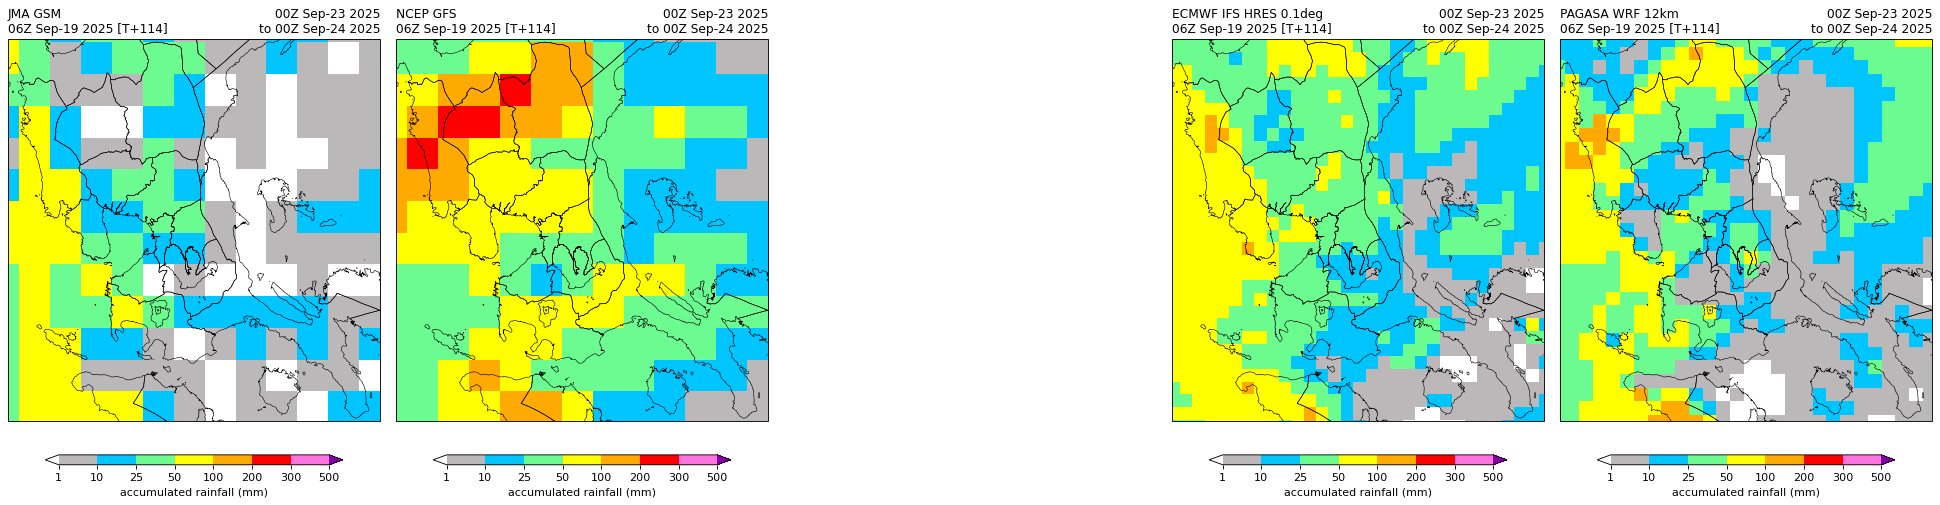 JMA GSM 00Z Sep-23 2025
06Z Sep-19 2025 [T+114] to 00Z Sep-24 2025
1 10 25 50 100 200 300 500
accumulated rainfall (mm)
NCEP GFS 00Z Sep-23 2025
06Z Sep-19 2025 [T+114] to 00Z Sep-24 2025
1 10 25 50 100 200 300 500
accumulated rainfall (mm)
ECMWF IFS HRES 0.1deg 00Z Sep-23 2025
06Z Sep-19 2025 [T+114] to 00Z Sep-24 2025
1 10 25 50 100 200 300 500
accumulated rainfall (mm)
PAGASA WRF 12km 00Z Sep-23 2025
06Z Sep-19 2025 [T+114] to 00Z Sep-24 2025
1 10 25 50 100 200 300 500
accumulated rainfall (mm)